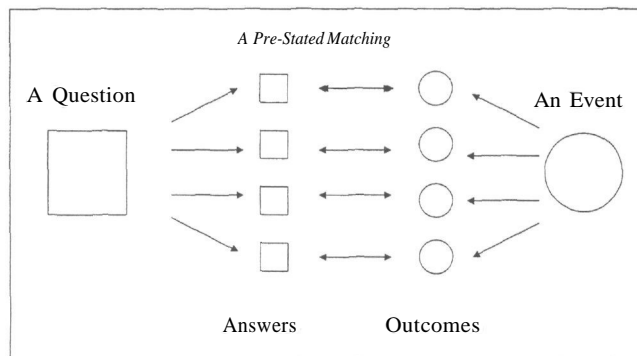 A Pre-Stated Matching
A Question
An Event
Answers
Outcomes